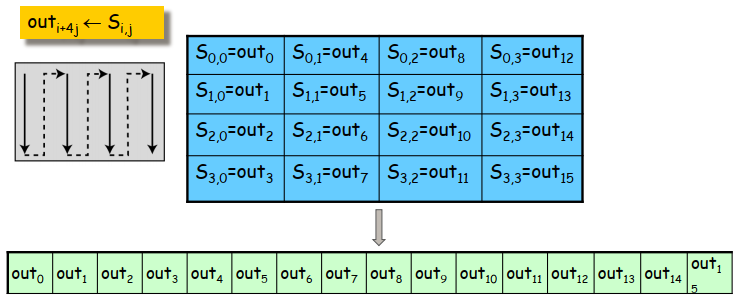 out_{i+4j} ← S_{i,j}
S_{0,0}=out_0 S_{0,1}=out_4 S_{0,2}=out_8 S_{0,3}=out_{12}
S_{1,0}=out_1 S_{1,1}=out_5 S_{1,2}=out_9 S_{1,3}=out_{13}
S_{2,0}=out_2 S_{2,1}=out_6 S_{2,2}=out_{10} S_{2,3}=out_{14}
S_{3,0}=out_3 S_{3,1}=out_7 S_{3,2}=out_{11} S_{3,3}=out_{15}
out_0 out_1 out_2 out_3 out_4 out_5 out_6 out_7 out_8 out_9 out_{10} out_{11} out_{12} out_{13} out_{14} out_{15}